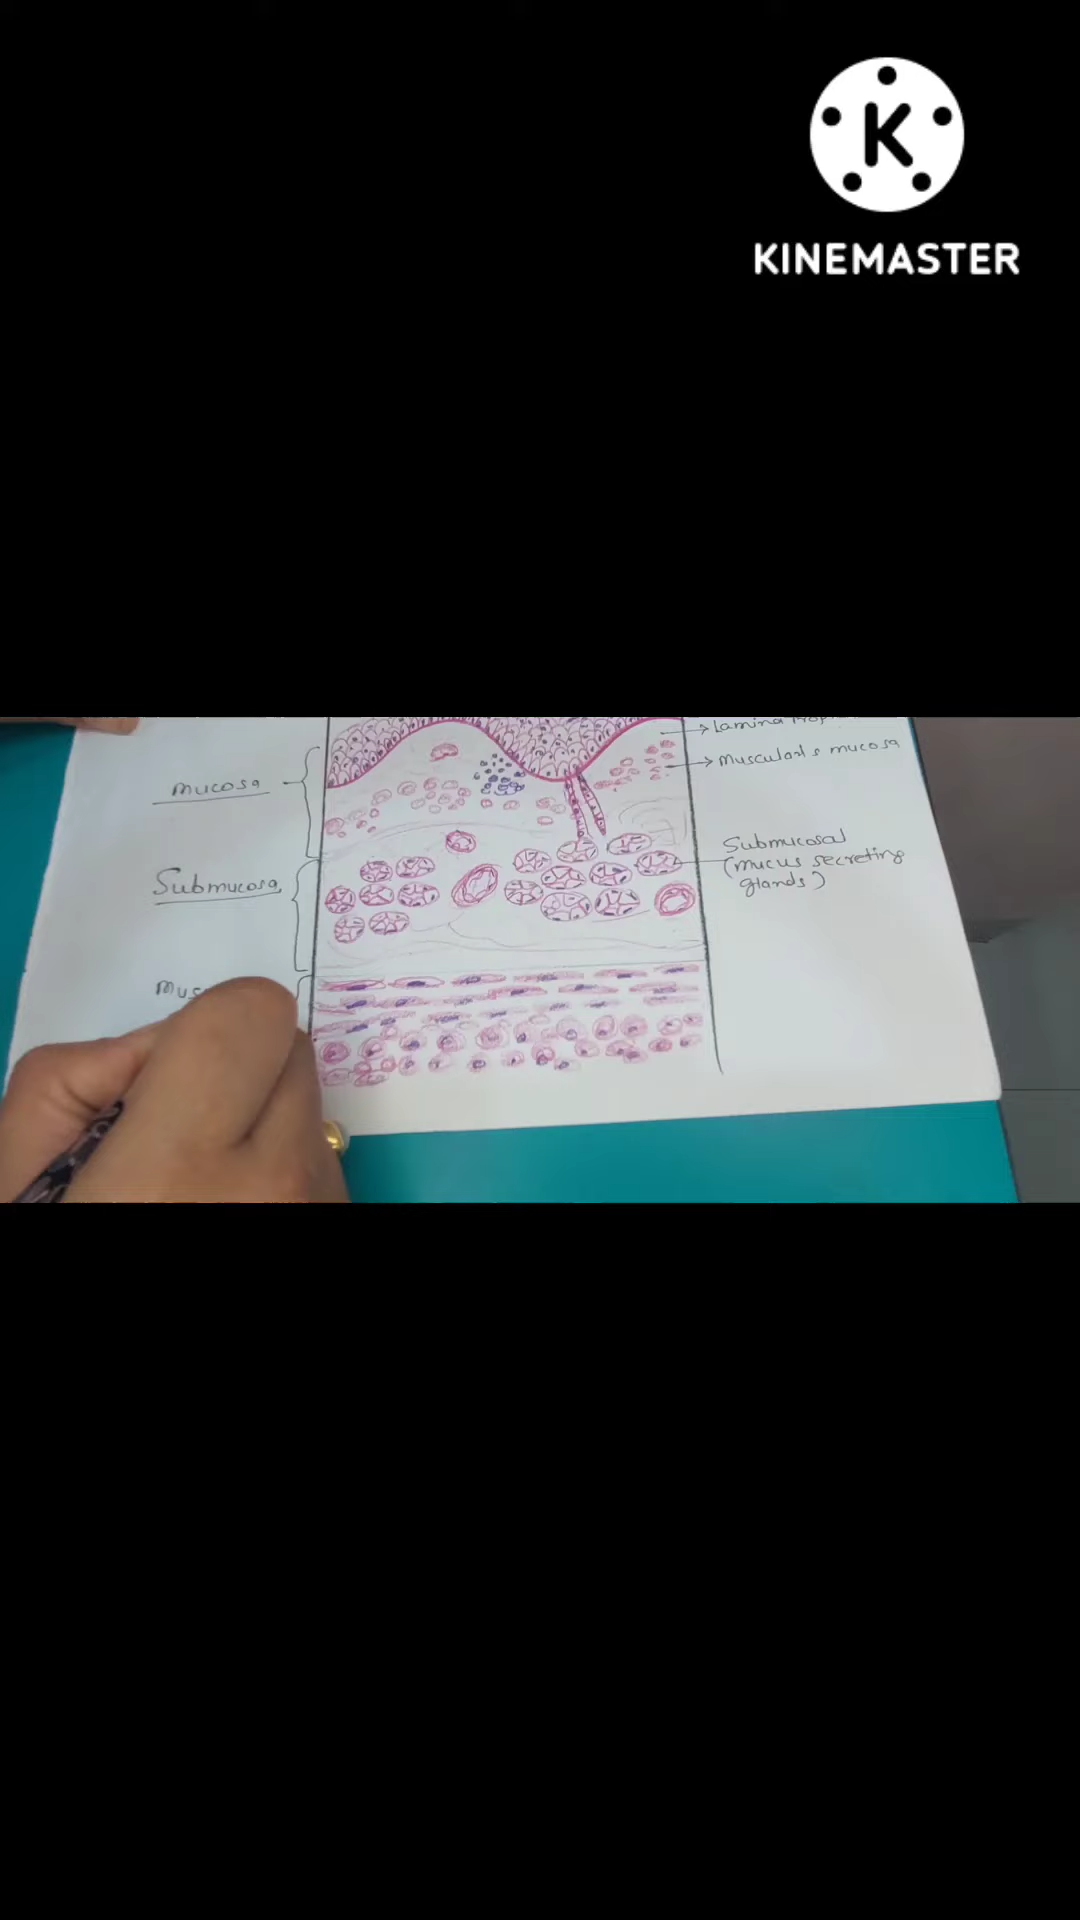 KINEMASTER
Lamina
Muscularis mucosa
mucosa
Submucosal
(mucus secreting
glands)
Submucosa